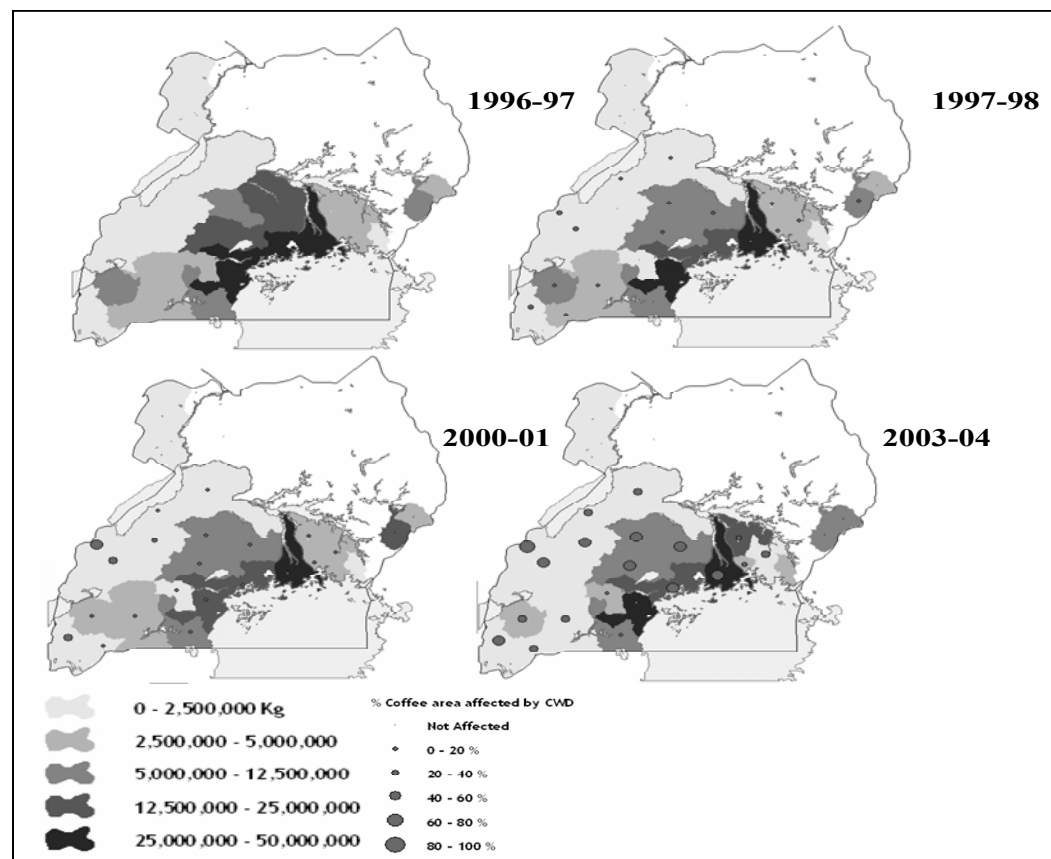 1996-97
1997-98
2000-01
2003-04
0 - 2,500,000 Kg
2,500,000 - 5,000,000
5,000,000 - 12,500,000
12,500,000 - 25,000,000
25,000,000 - 50,000,000
% Coffee area affected by CWD
Not Affected
0 - 20 %
20 - 40 %
40 - 60 %
60 - 80 %
80 - 100 %